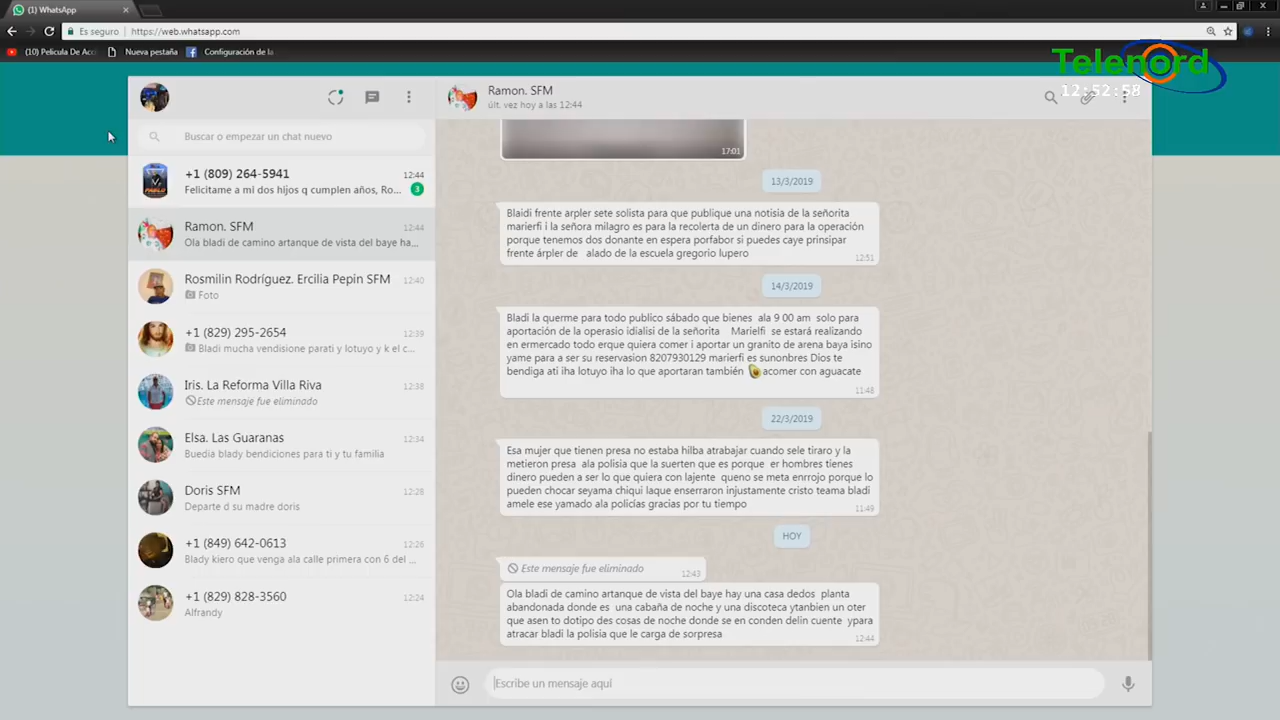 (1) WhatsApp
Es seguro
https://web.whatsapp.com
(10) Pelicula De Acc
Nueva pestaña
Configuración de la
Telenord
12:52:58
Buscar o empezar un chat nuevo
+1 (809) 264-5941
12:44
Felicitame a mi dos hijos q cumplen años, Ro...
3
Ramon. SFM
12:44
Ola bladi de camino artanque de vista del baye ha...
Rosmilin Rodríguez. Ercilia Pepin SFM
12:40
Foto
+1 (829) 295-2654
12:39
Bladi mucha vendisione parati y lotuyo y k el c...
Iris. La Reforma Villa Riva
12:38
Este mensaje fue eliminado
Elsa. Las Guaranas
12:34
Buedia blady bendiciones para ti y tu familia
Doris SFM
12:28
Departe d su madre doris
+1 (849) 642-0613
12:26
Blady kiero que venga ala calle primera con 6 def ...
+1 (829) 828-3560
12:24
Alfrandy
Ramon. SFM
últ. vez hoy a las 12:44
17:01
13/3/2019
Blaidi frente arpler sete solista para que publique una notisia de la señorita
marierfi i la señora milagro es para la recolerta de un dinero para la operación
porque tenemos dos donante en espera porfabor si puedes caye prinsipar
frente árpler de alado de la escuela gregorio lupero
12:51
14/3/2019
Bladi la querme para todo publico sábado que bienes ala 9 00 am solo para
aportación de la operasio idialisi de la señorita Marielfi se estará realizando
en ermercado todo erque quiera comer i aportar un granito de arena baya isino
yame para a ser su reservasion 8207930129 marierfi es sunonbres Dios te
bendiga ati iha lotuyo iha lo que aportaran también 🥑acomer con aguacate
11:48
22/3/2019
Esa mujer que tienen presa no estaba hilba atrabajar cuando sele tiraro y la
metieron presa ala polisia que la suerten que es porque er hombres tienes
dinero pueden a ser lo que quiera con lajente queno se meta enrrojo porque lo
pueden chocar seyama chiqui laque enserraron injustamente cristo teama bladi
amele ese yamado ala policías gracias por tu tiempo
11:49
HOY
Este mensaje fue eliminado
12:43
Ola bladi de camino artanque de vista del baye hay una casa dedos planta
abandonada donde es una cabaña de noche y una discoteca ytanbien un oter
que asen to dotipo des cosas de noche donde se en conden delin cuente ypara
atracar bladi la polisia que le carga de sorpresa
12:44
Escribe un mensaje aquí